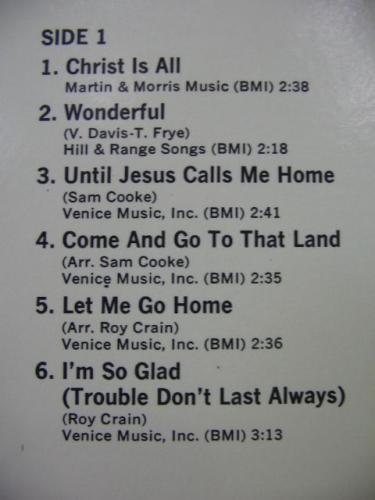 SIDE 1
1. Christ Is All
Martin & Morris Music (BMI) 2:38
2. Wonderful
(V. Davis-T. Frye)
Hill & Range Songs (BMI) 2:18
3. Until Jesus Calls Me Home
(Sam Cooke)
Venice Music, Inc. (BMI) 2:41
4. Come And Go To That Land
(Arr. Sam Cooke)
Venice Music, Inc. (BMI) 2:35
5. Let Me Go Home
(Arr. Roy Crain)
Venice Music, Inc. (BMI) 2:36
6. I'm So Glad
(Trouble Don't Last Always)
(Roy Crain)
Venice Music, Inc. (BMI) 3:13